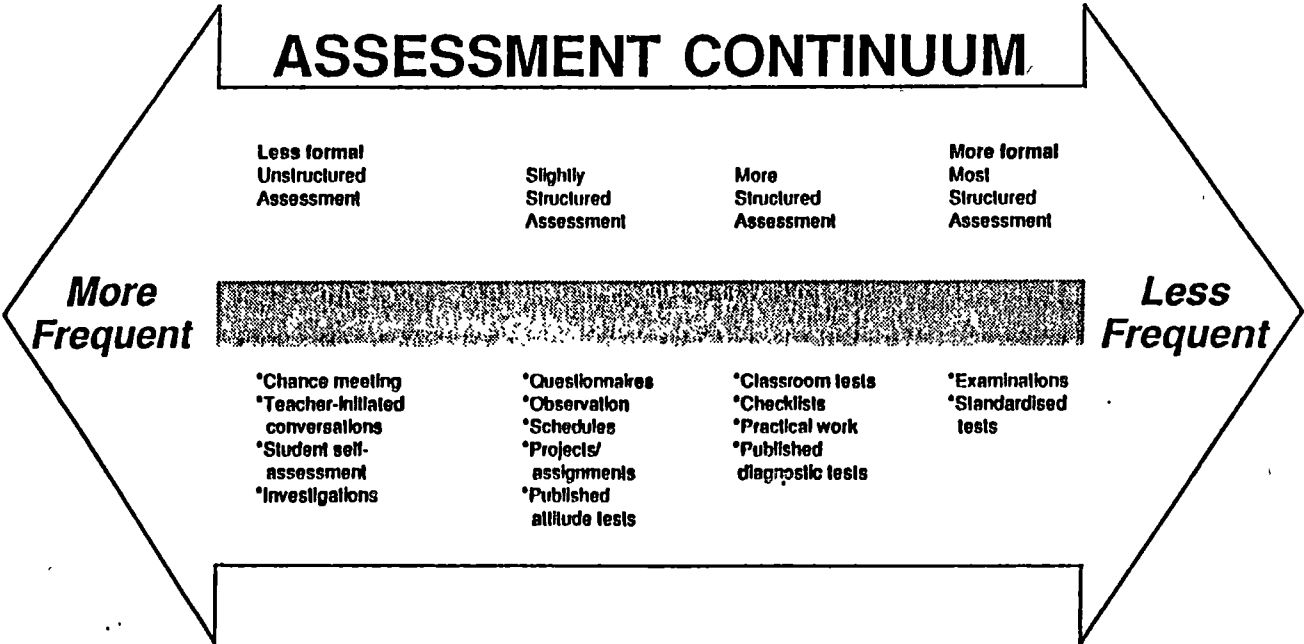 ASSESSMENT CONTINUUM
Less formal
Unstructured
Assessment
Slightly
Structured
Assessment
More
Structured
Assessment
More formal
Most
Structured
Assessment
More
Frequent
Less
Frequent
*Chance meeting
*Teacher-initiated
conversations
*Student self-
assessment
*Investigations
*Questionnaires
*Observation
*Schedules
*Projects/
assignments
*Published
attitude tests
*Classroom tests
*Checklists
*Practical work
*Published
diagnostic tests
*Examinations
*Standardised
tests